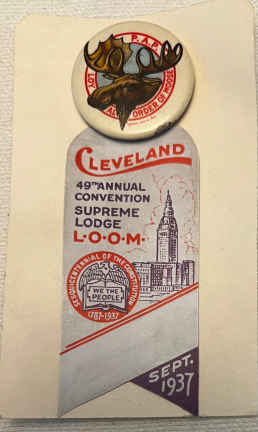 P.A.P.
LOYAL ORDER OF MOOSE
CLEVELAND
49TH ANNUAL
CONVENTION
SUPREME
LODGE
L·O·O·M·
SESQUICENTENNIAL OF THE CONSTITUTION
WE THE
PEOPLE
1787-1937
SEPT.
1937